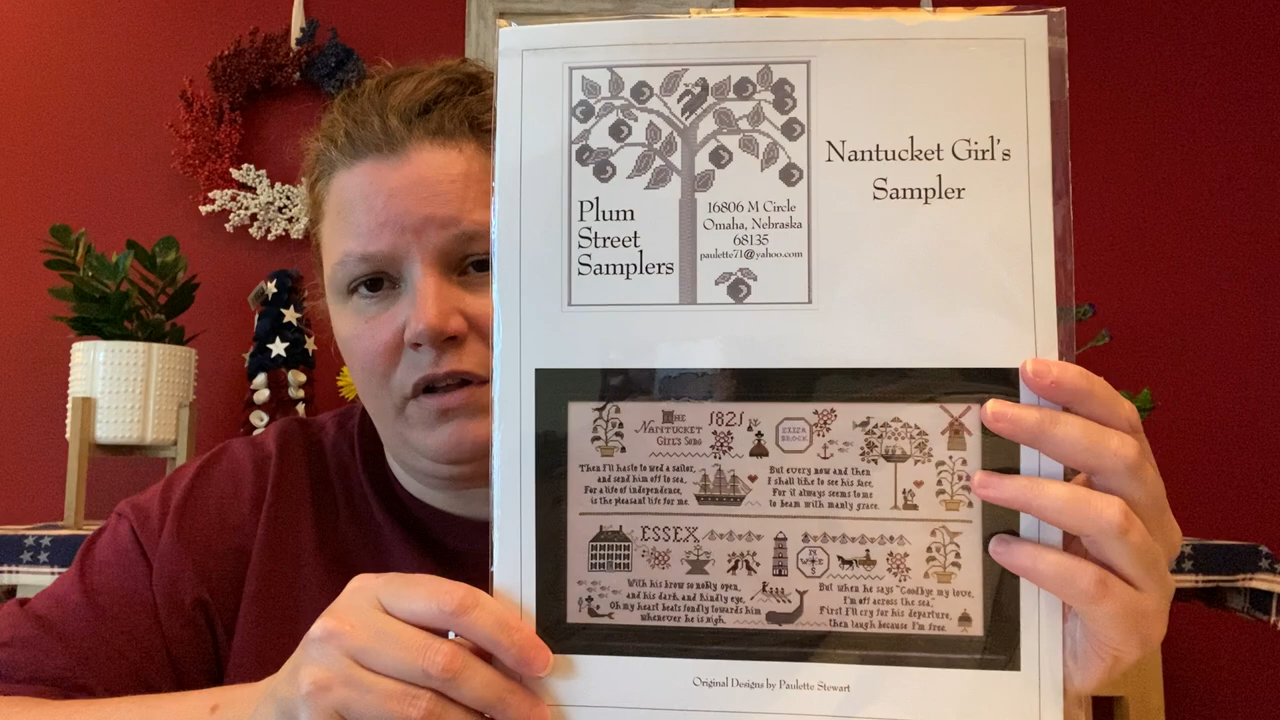 Nantucket Girl's
Sampler
Plum
Street
Samplers
16806 M Circle
Omaha, Nebraska
68135
paulette71@yahoo.com
THE
NANTUCKET
GIRL'S SONG
1821
ELIZA
BROCK
Then I'll haste to wed a sailor,
and send him off to sea,
For a life of independence,
is the pleasant life for me.
But every now and then
I shall like to see his face,
For it always seems to me
to beam with manly grace.
ESSEX
N
W E
S
With his brow so nobly open,
and his dark and kindly eye,
Oh my heart beats fondly towards him
whenever he is nigh.
But when he says "Goodbye my love,
I'm off across the sea,"
First I'll cry for his departure,
then laugh because I'm free.
Original Designs by Paulette Stewart